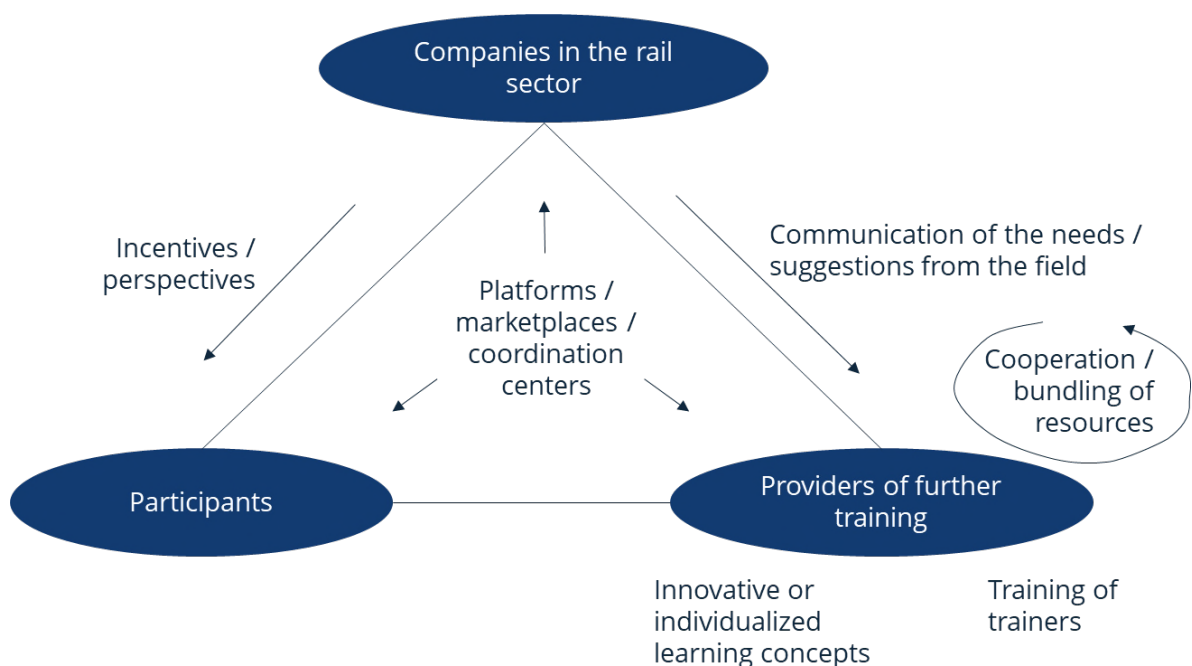 Companies in the rail
sector
Incentives /
perspectives
Communication of the needs /
suggestions from the field
Platforms /
marketplaces /
coordination
centers
Cooperation /
bundling of
resources
Participants
Providers of further
training
Innovative or
individualized
learning concepts
Training of
trainers